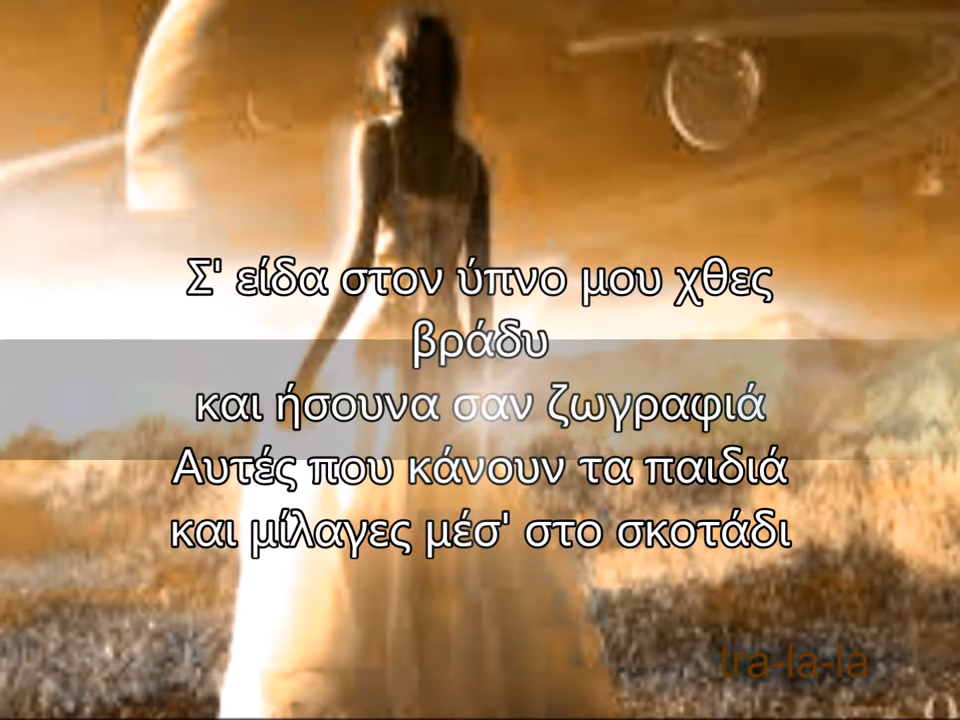 Σ' είδα στον ύπνο μου χθες
βράδυ
και ήσουνα σαν ζωγραφιά
Αυτές που κάνουν τα παιδιά
και μίλαγες μέσ' στο σκοτάδι
tra-la-la